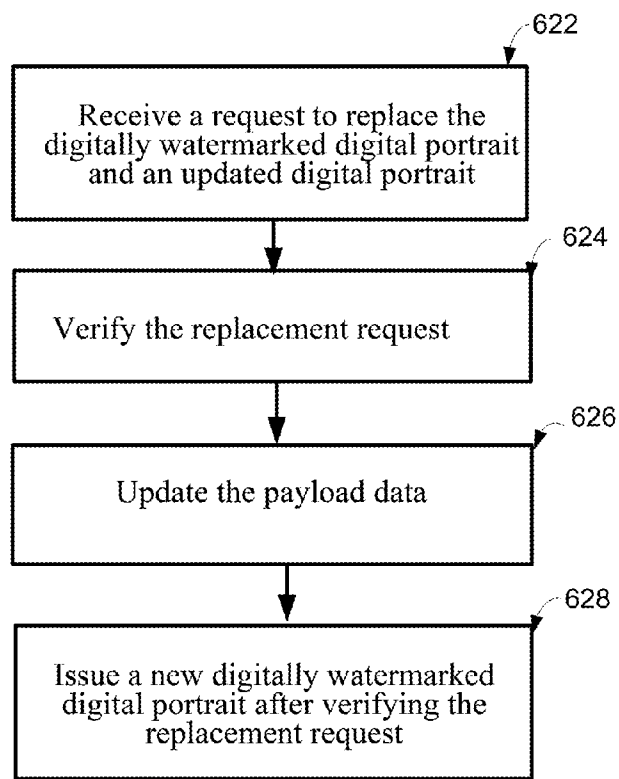 622
Receive a request to replace the
digitally watermarked digital portrait
and an updated digital portrait
624
Verify the replacement request
626
Update the payload data
628
Issue a new digitally watermarked
digital portrait after verifying the
replacement request